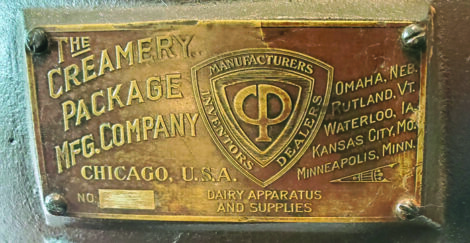 THE
CREAMERY
PACKAGE
MFG. COMPANY
CHICAGO, U.S.A.
NO.
MANUFACTURERS
INVENTORS
DEALERS
CP
DAIRY APPARATUS
AND SUPPLIES
OMAHA, NEB.
RUTLAND, VT.
WATERLOO, IA.
KANSAS CITY, MO.
MINNEAPOLIS, MINN.